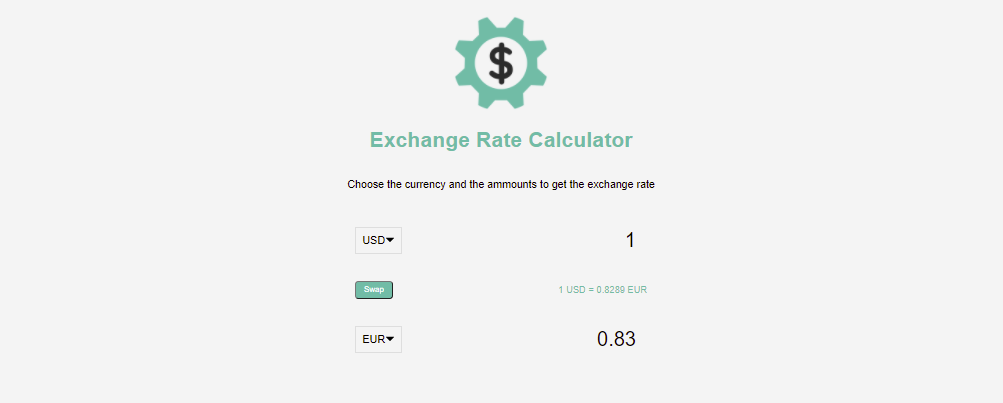 $
Exchange Rate Calculator
Choose the currency and the ammounts to get the exchange rate
USD 1
Swap 1 USD = 0.8289 EUR
EUR 0.83